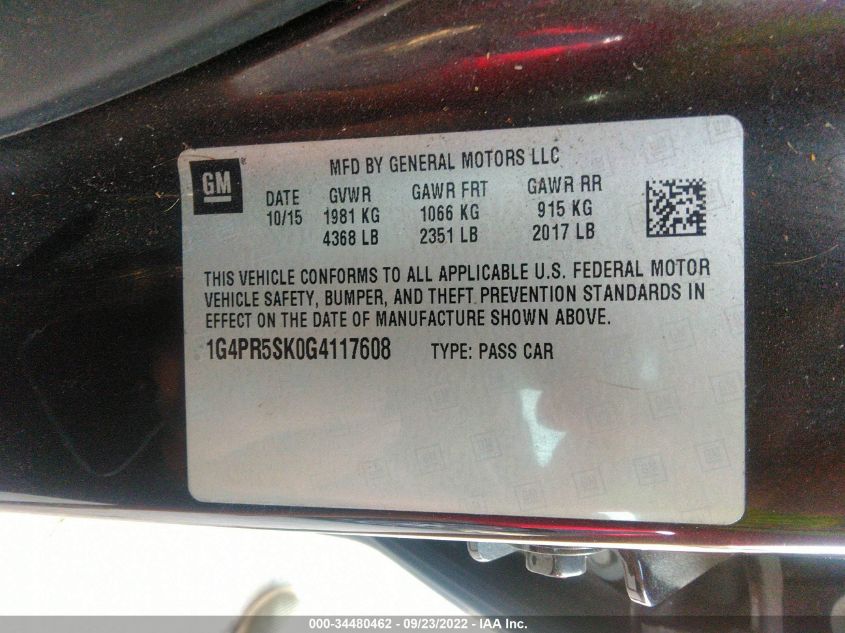 GM
MFD BY GENERAL MOTORS LLC
DATE GVWR GAWR FRT GAWR RR
10/15 1981 KG 1066 KG 915 KG
4368 LB 2351 LB 2017 LB
THIS VEHICLE CONFORMS TO ALL APPLICABLE U.S. FEDERAL MOTOR
VEHICLE SAFETY, BUMPER, AND THEFT PREVENTION STANDARDS IN
EFFECT ON THE DATE OF MANUFACTURE SHOWN ABOVE.
1G4PR5SK0G4117608 TYPE: PASS CAR
000-34480462 - 09/23/2022 - IAA Inc.